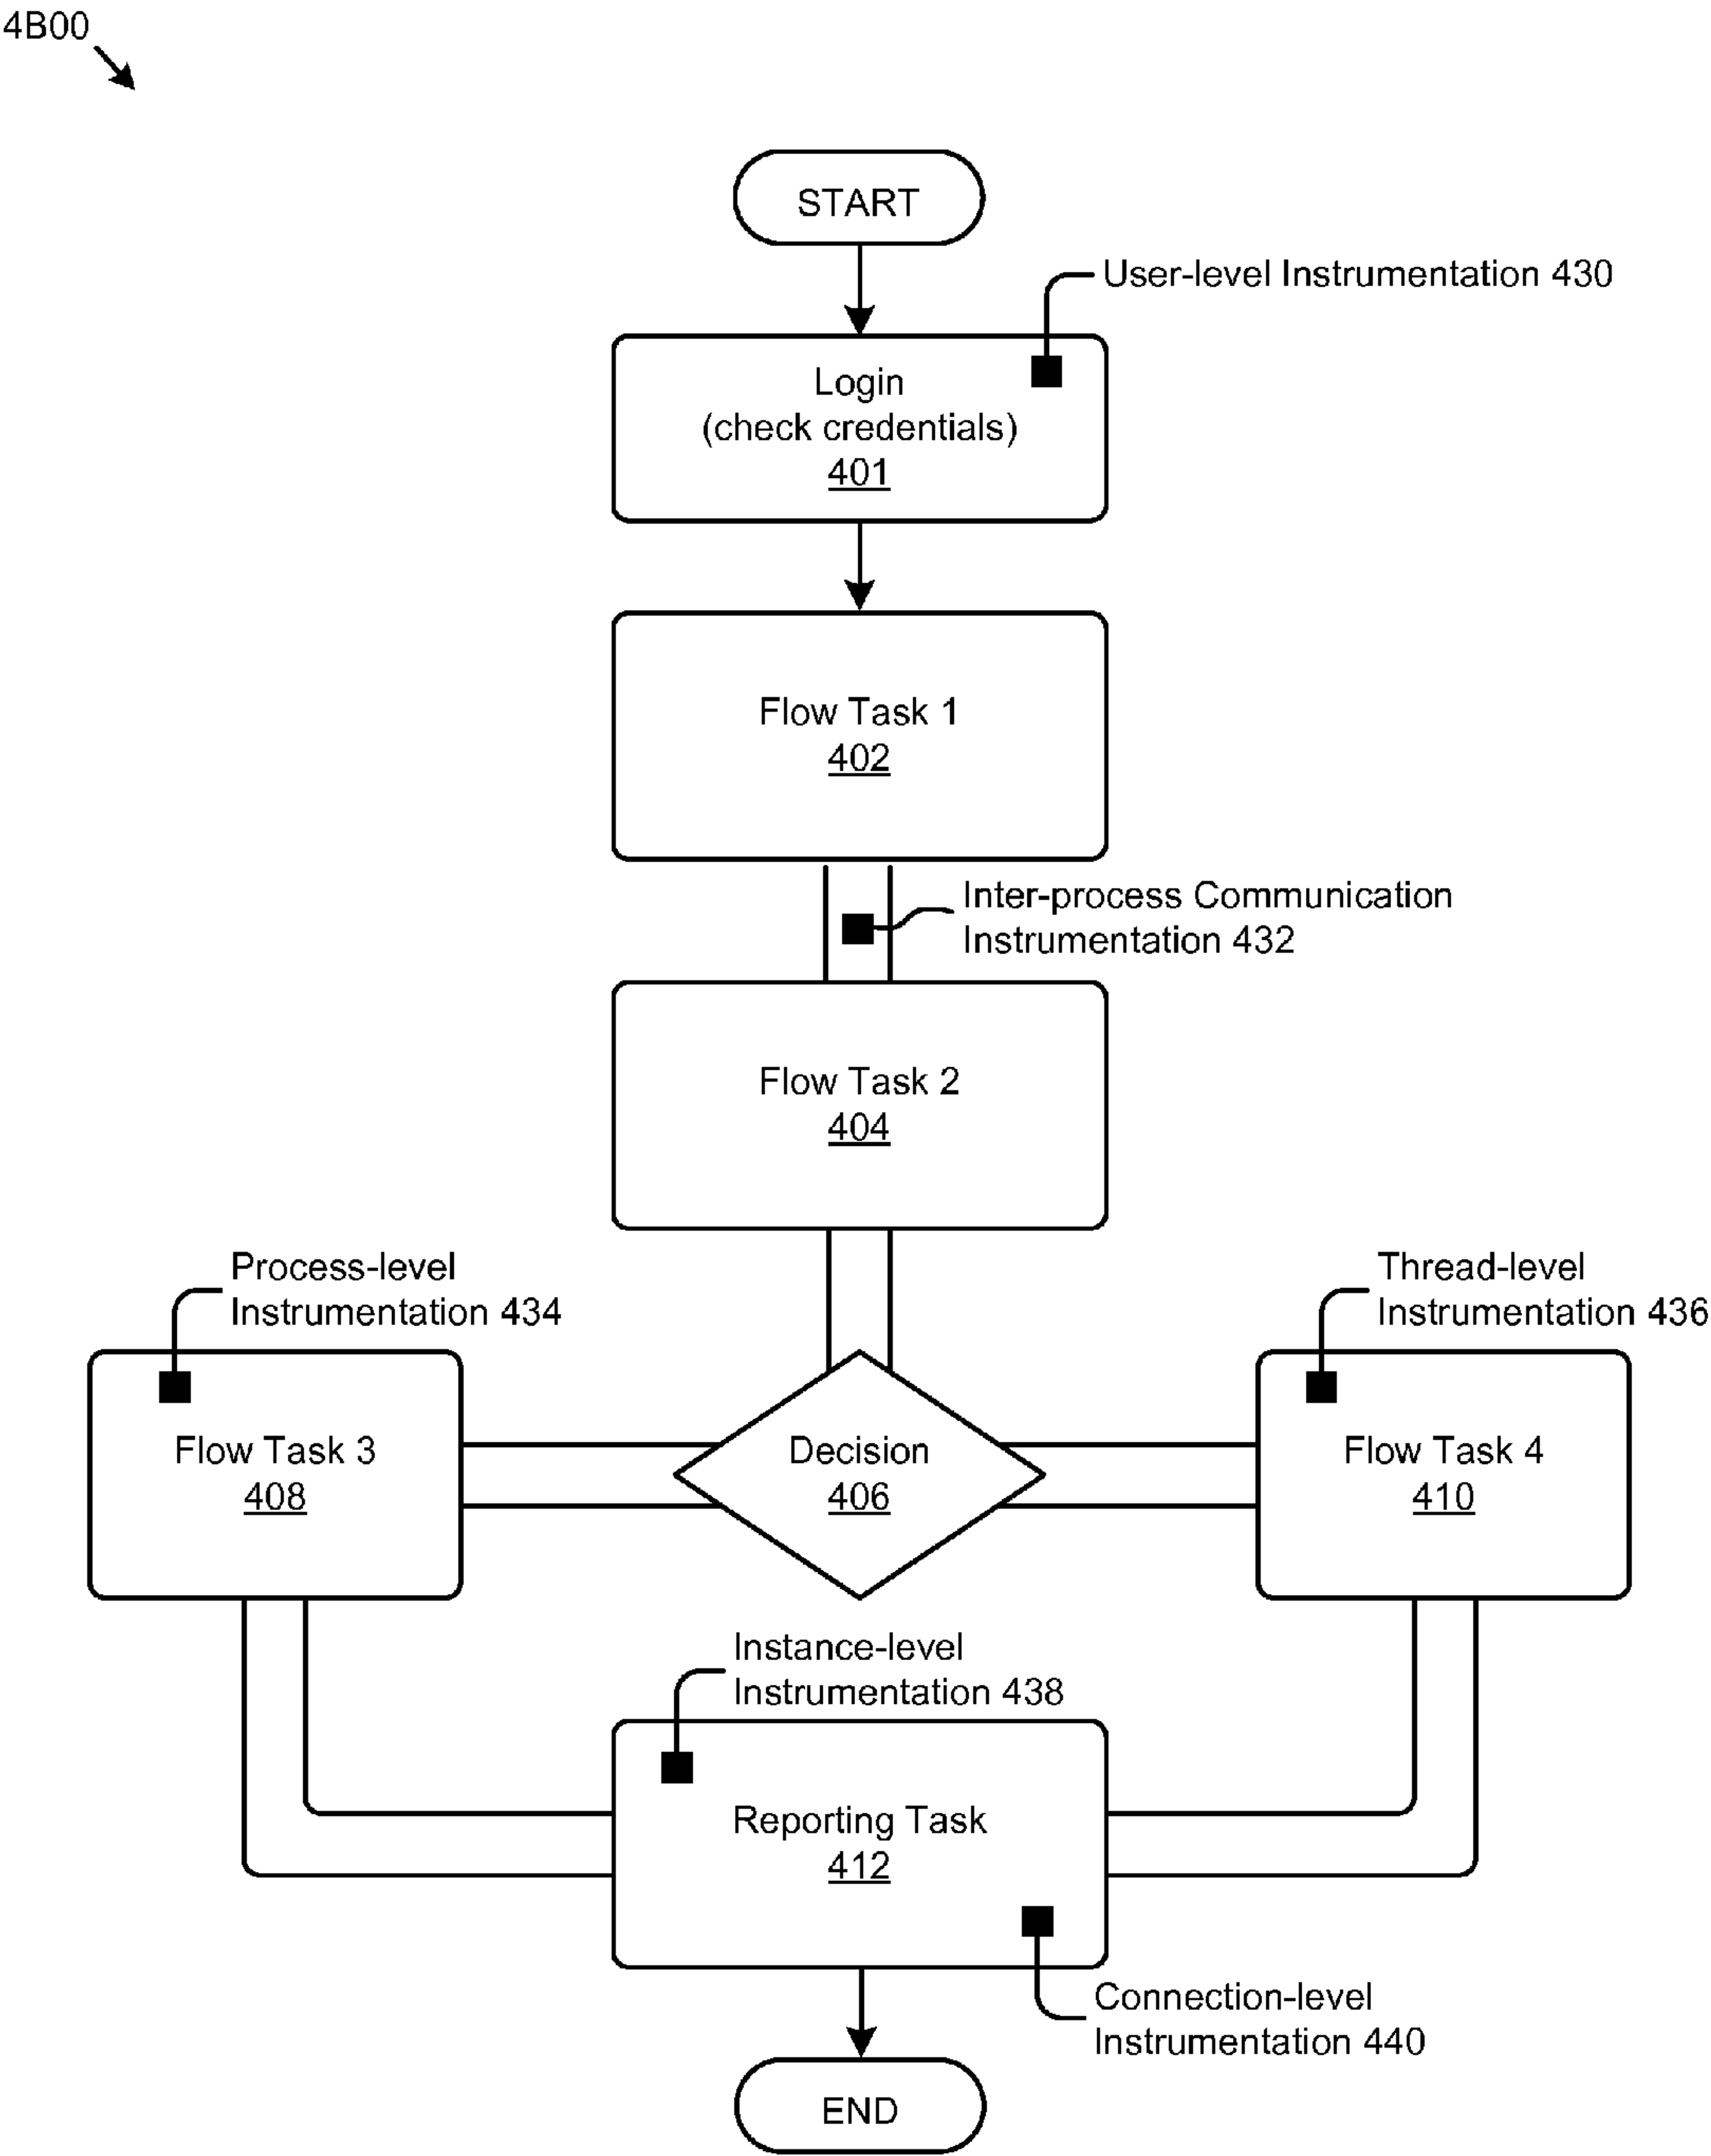 4B00
START
User-level Instrumentation 430
Login
(check credentials)
401
Flow Task 1
402
Inter-process Communication
Instrumentation 432
Flow Task 2
404
Process-level
Instrumentation 434
Thread-level
Instrumentation 436
Flow Task 3
408
Decision
406
Flow Task 4
410
Instance-level
Instrumentation 438
Reporting Task
412
Connection-level
Instrumentation 440
END